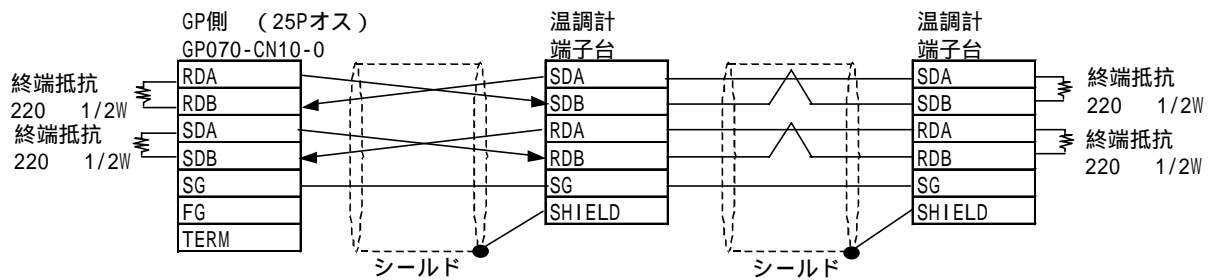 GP側　(25Pオス)
GP070-CN10-0
RDA
RDB
SDA
SDB
SG
FG
TERM
終端抵抗
220　1/2W
終端抵抗
220　1/2W
シールド
温調計
端子台
SDA
SDB
RDA
RDB
SG
SHIELD
シールド
温調計
端子台
SDA
SDB
RDA
RDB
SG
SHIELD
終端抵抗
220　1/2W
終端抵抗
220　1/2W